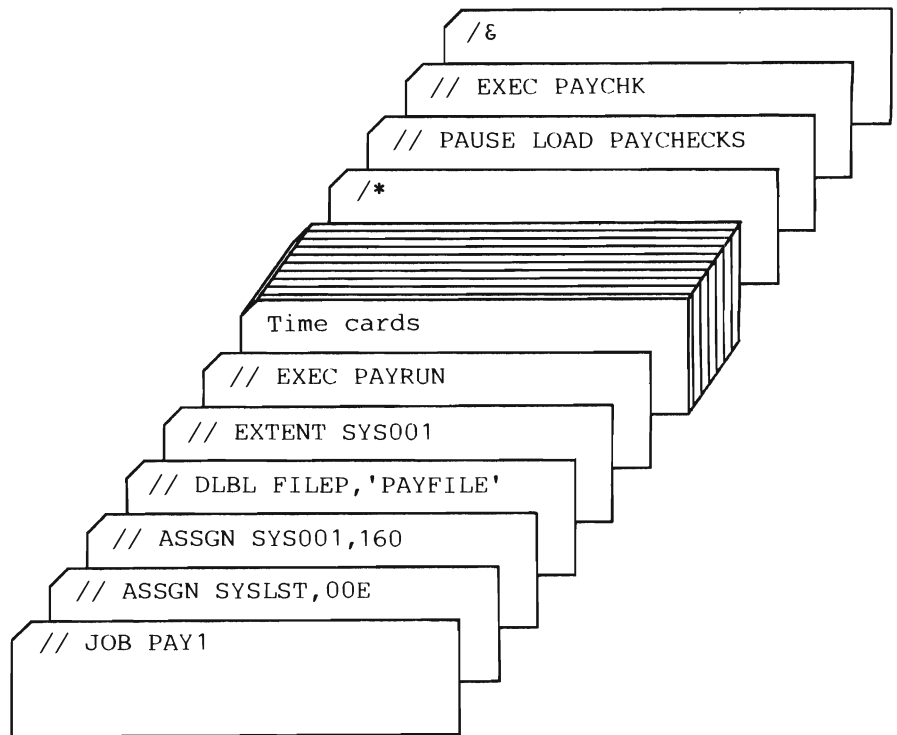 /&
// EXEC PAYCHK
// PAUSE LOAD PAYCHECKS
/*
Time cards
// EXEC PAYRUN
// EXTENT SYS001
// DLBL FILEP,'PAYFILE'
// ASSGN SYS001,160
// ASSGN SYSLST,00E
// JOB PAY1